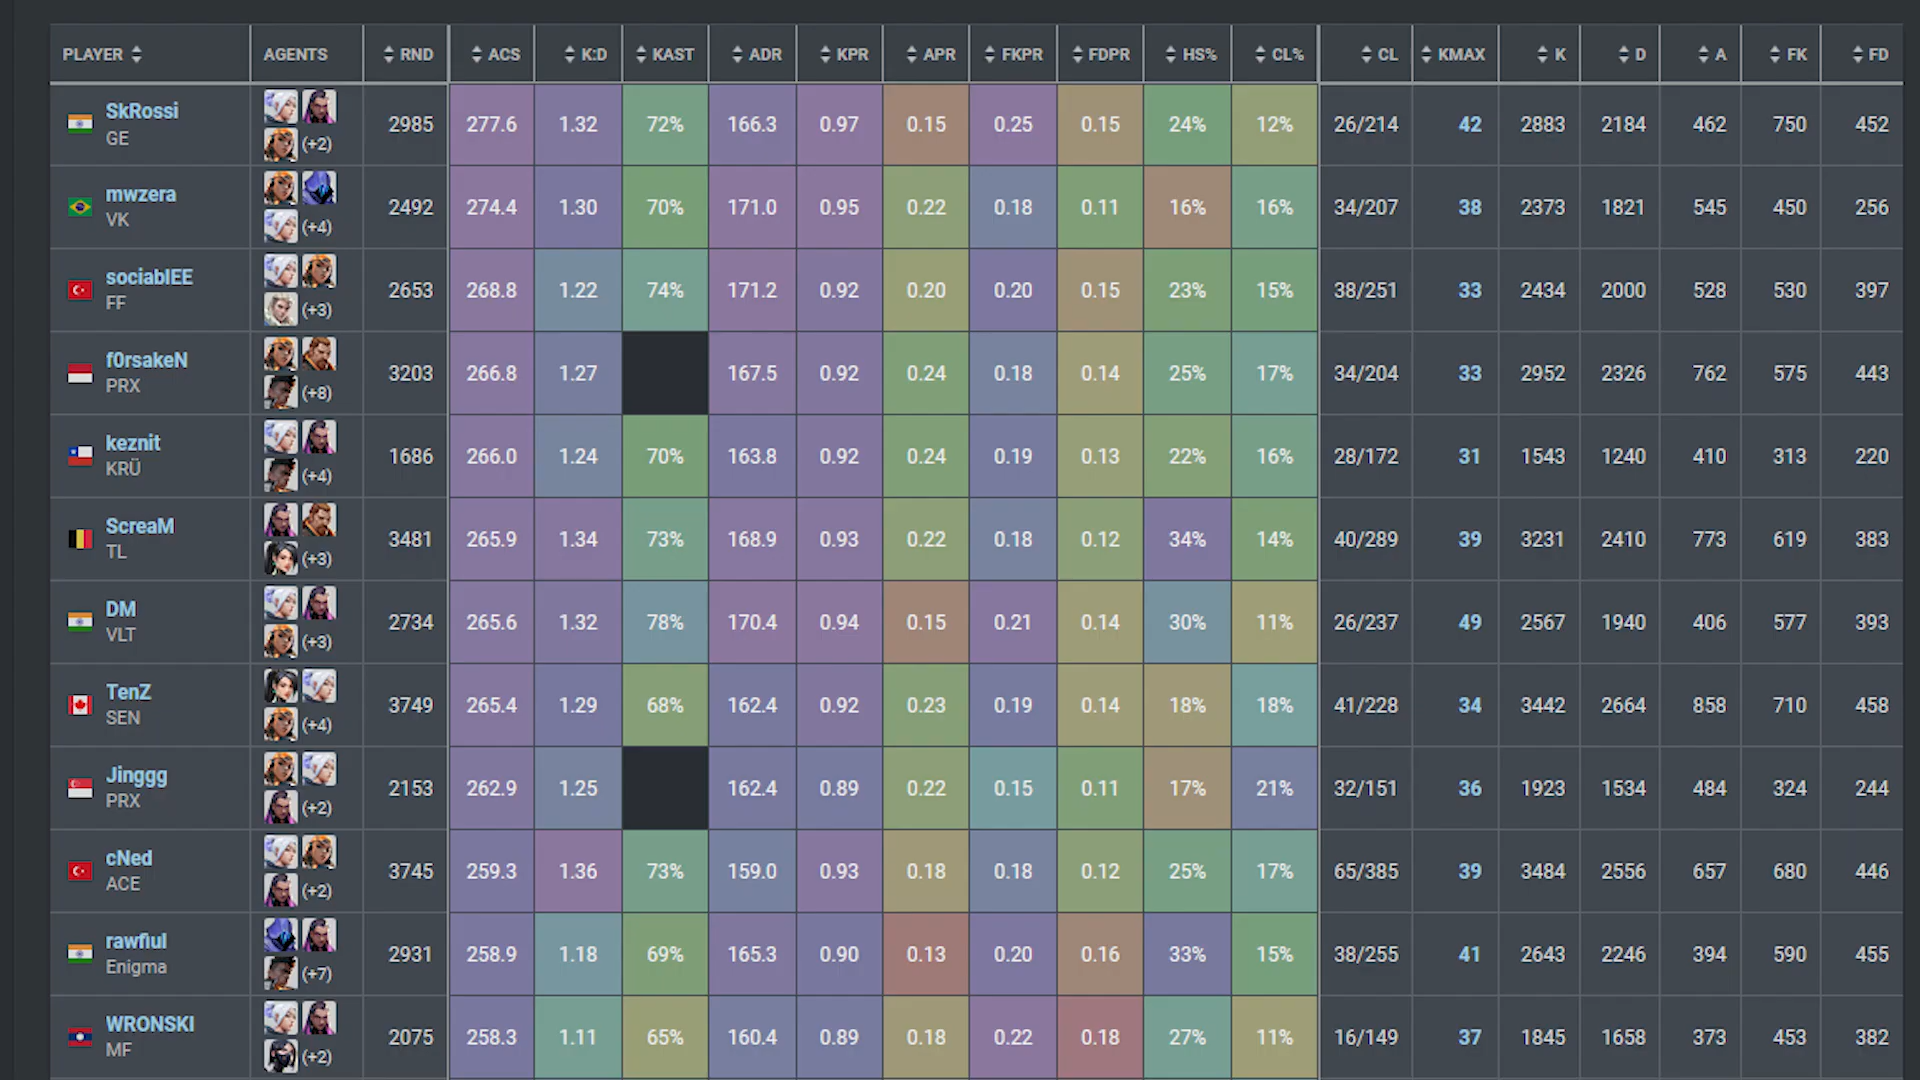 PLAYER AGENTS RND ACS K:D KAST ADR KPR APR FKPR FDPR HS% CL% CL KMAX K D A FK FD
SkRossi
GE (+2) 2985 277.6 1.32 72% 166.3 0.97 0.15 0.25 0.15 24% 12% 26/214 42 2883 2184 462 750 452
mwzera
VK (+4) 2492 274.4 1.30 70% 171.0 0.95 0.22 0.18 0.11 16% 16% 34/207 38 2373 1821 545 450 256
sociablEE
FF (+3) 2653 268.8 1.22 74% 171.2 0.92 0.20 0.20 0.15 23% 15% 38/251 33 2434 2000 528 530 397
f0rsakeN
PRX (+8) 3203 266.8 1.27 167.5 0.92 0.24 0.18 0.14 25% 17% 34/204 33 2952 2326 762 575 443
keznit
KRÜ (+4) 1686 266.0 1.24 70% 163.8 0.92 0.24 0.19 0.13 22% 16% 28/172 31 1543 1240 410 313 220
ScreaM
TL (+3) 3481 265.9 1.34 73% 168.9 0.93 0.22 0.18 0.12 34% 14% 40/289 39 3231 2410 773 619 383
DM
VLT (+3) 2734 265.6 1.32 78% 170.4 0.94 0.15 0.21 0.14 30% 11% 26/237 49 2567 1940 406 577 393
TenZ
SEN (+4) 3749 265.4 1.29 68% 162.4 0.92 0.23 0.19 0.14 18% 18% 41/228 34 3442 2664 858 710 458
Jinggg
PRX (+2) 2153 262.9 1.25 162.4 0.89 0.22 0.15 0.11 17% 21% 32/151 36 1923 1534 484 324 244
cNed
ACE (+2) 3745 259.3 1.36 73% 159.0 0.93 0.18 0.18 0.12 25% 17% 65/385 39 3484 2556 657 680 446
rawfiul
Enigma (+7) 2931 258.9 1.18 69% 165.3 0.90 0.13 0.20 0.16 33% 15% 38/255 41 2643 2246 394 590 455
WRONSKI
MF (+2) 2075 258.3 1.11 65% 160.4 0.89 0.18 0.22 0.18 27% 11% 16/149 37 1845 1658 373 453 382